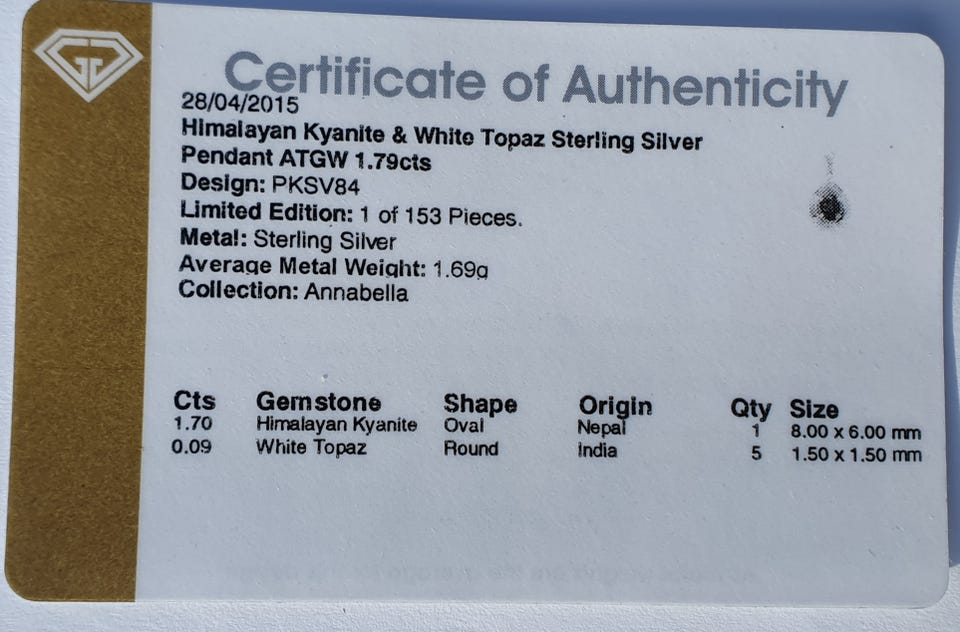 Certificate of Authenticity
28/04/2015
Himalayan Kyanite & White Topaz Sterling Silver
Pendant ATGW 1.79cts
Design: PKSV84
Limited Edition: 1 of 153 Pieces.
Metal: Sterling Silver
Average Metal Weight: 1.69g
Collection: Annabella
Cts Gemstone Shape Origin Qty Size
1.70 Himalayan Kyanite Oval Nepal 1 8.00 x 6.00 mm
0.09 White Topaz Round India 5 1.50 x 1.50 mm